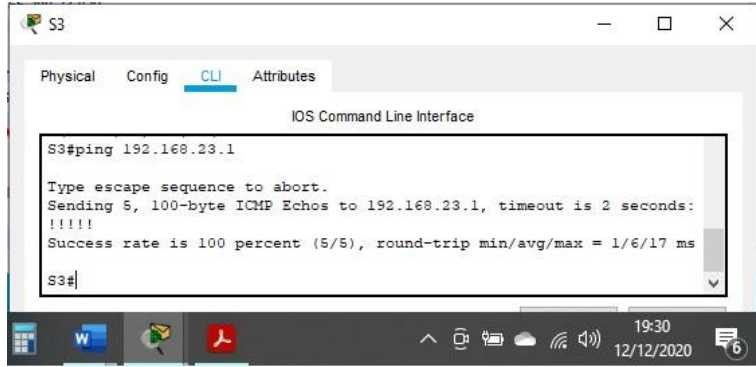 S3
Physical Config CLI Attributes
IOS Command Line Interface
S3#ping 192.168.23.1
Type escape sequence to abort.
Sending 5, 100-byte ICMP Echos to 192.168.23.1, timeout is 2 seconds:
!!!!!
Success rate is 100 percent (5/5), round-trip min/avg/max = 1/6/17 ms
S3#
19:30
12/12/2020
6